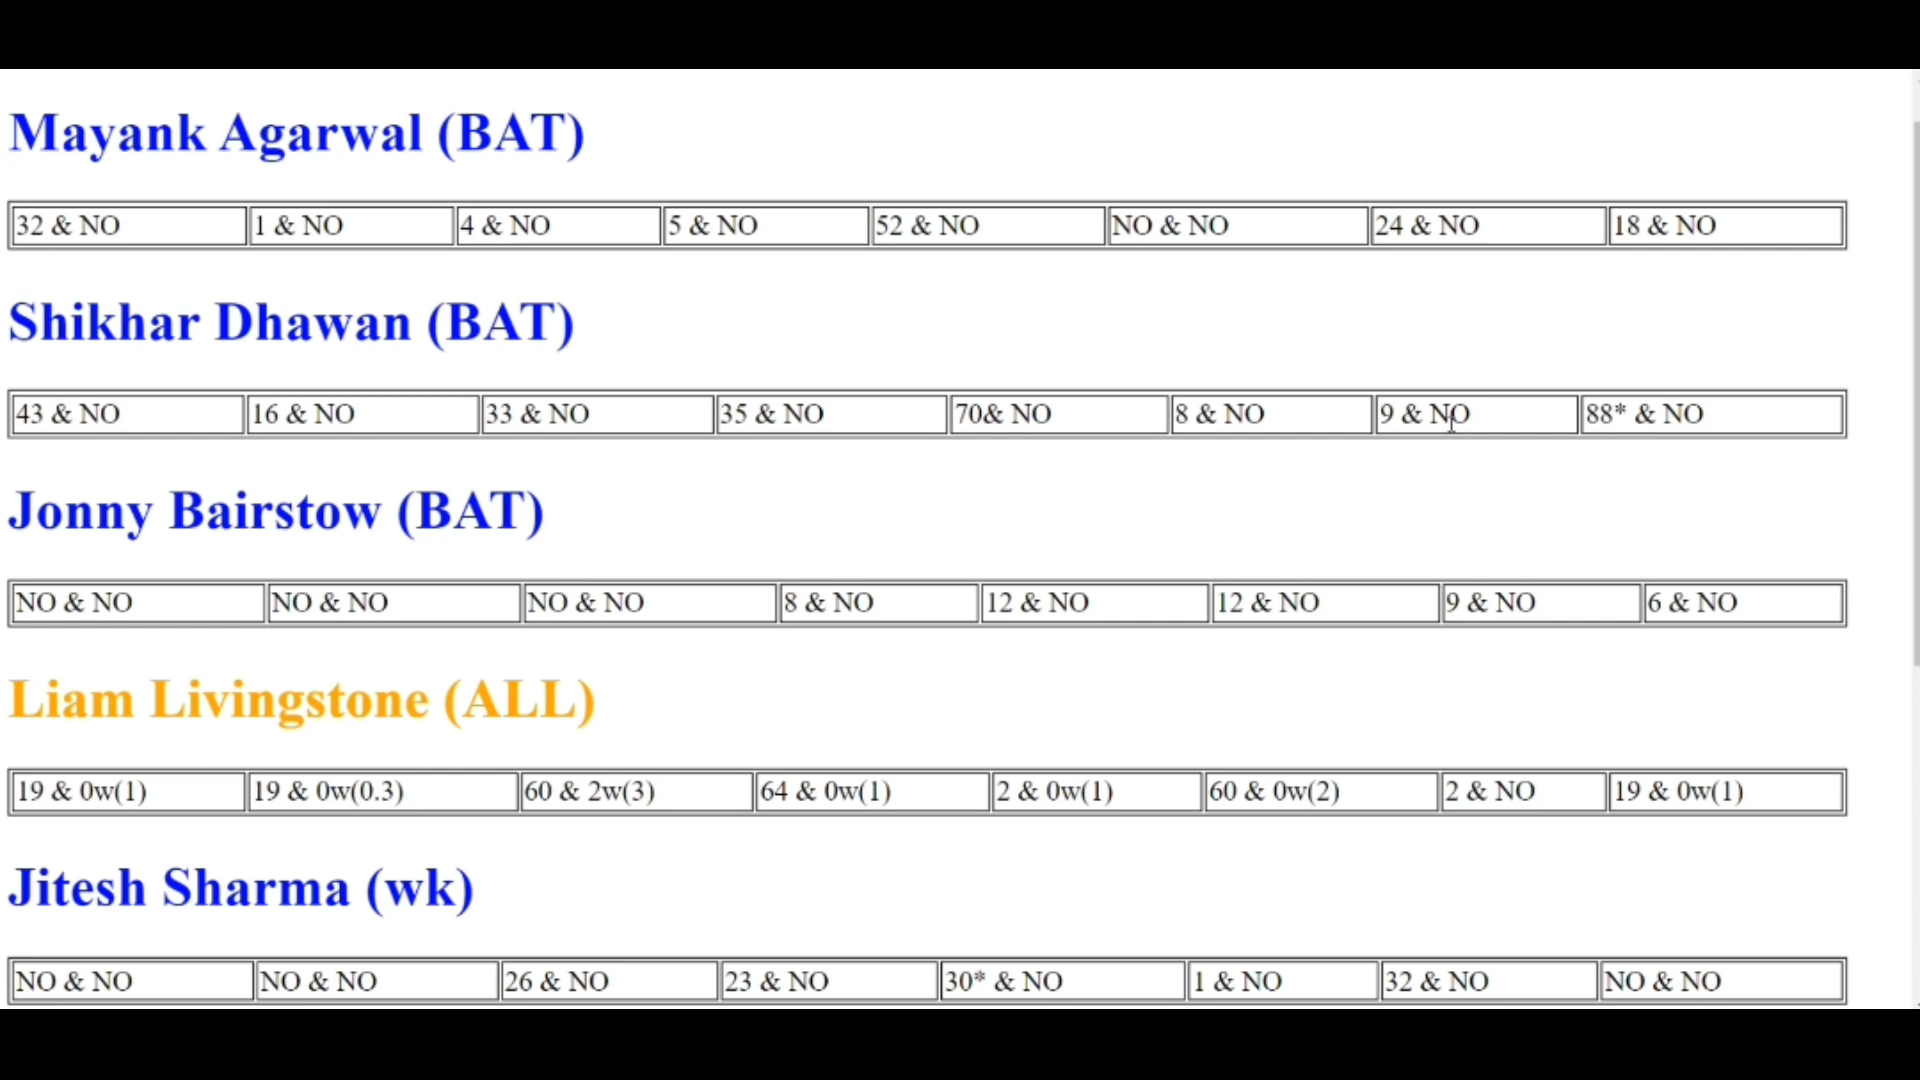 Mayank Agarwal (BAT)
32 & NO 1 & NO 4 & NO 5 & NO 52 & NO NO & NO 24 & NO 18 & NO
Shikhar Dhawan (BAT)
43 & NO 16 & NO 33 & NO 35 & NO 70& NO 8 & NO 9 & NO 88* & NO
Jonny Bairstow (BAT)
NO & NO NO & NO NO & NO 8 & NO 12 & NO 12 & NO 9 & NO 6 & NO
Liam Livingstone (ALL)
19 & 0w(1) 19 & 0w(0.3) 60 & 2w(3) 64 & 0w(1) 2 & 0w(1) 60 & 0w(2) 2 & NO 19 & 0w(1)
Jitesh Sharma (wk)
NO & NO NO & NO 26 & NO 23 & NO 30* & NO 1 & NO 32 & NO NO & NO